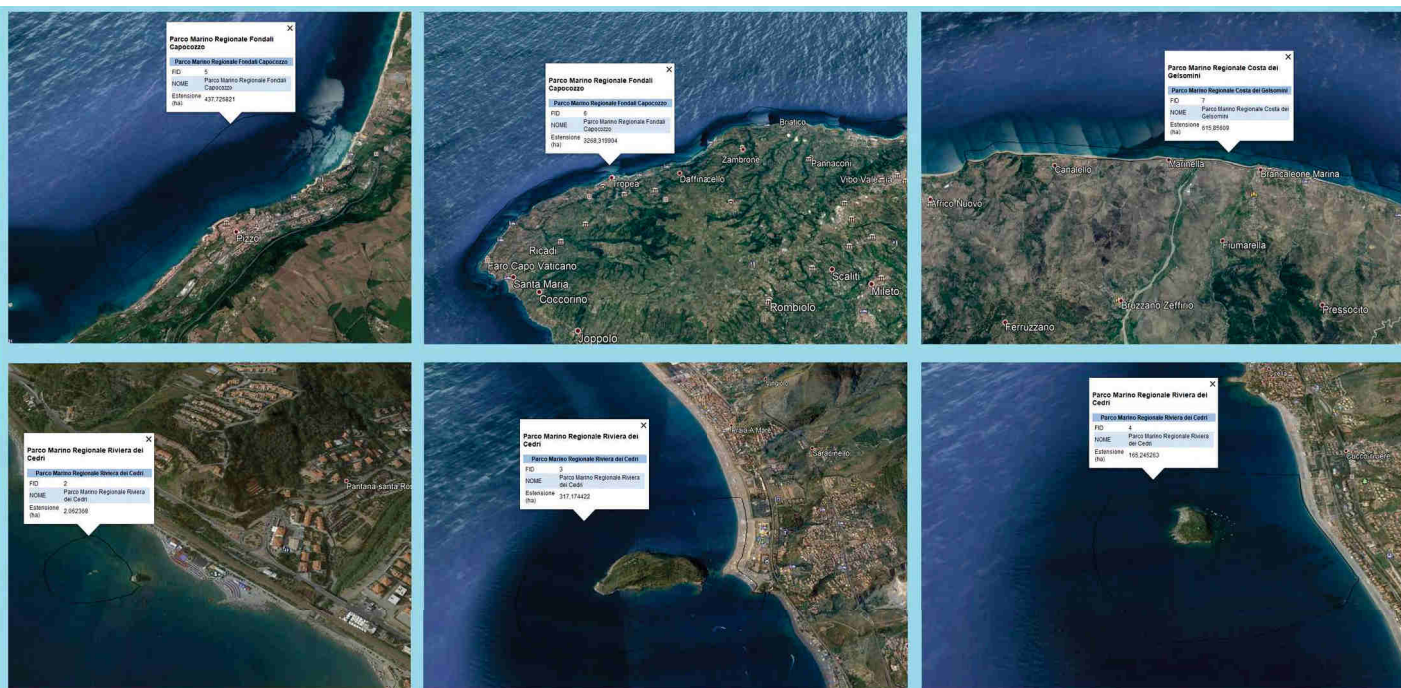 ×
Parco Marino Regionale Fondali
Capocozzo
Parco Marino Regionale Fondali Capocozzo
FID 5
NOME Parco Marino Regionale Fondali
Capocozzo
Estensione
(ha) 437,726821
Pizzo
×
Parco Marino Regionale Fondali
Capocozzo
Parco Marino Regionale Fondali Capocozzo
FID 6
NOME Parco Marino Regionale Fondali
Capocozzo
Estensione
(ha) 3268,319904
Briatico
Zambrone
Pannaconi
Tropea
Daffinacello
Vibo Valentia
Ricadi
Faro Capo Vaticano
Santa Maria
Coccorino
Scaliti
Mileto
Rombiolo
Joppolo
×
Parco Marino Regionale Costa dei
Gelsomini
Parco Marino Regionale Costa dei Gelsomini
FID 7
NOME Parco Marino Regionale Costa dei
Gelsomini
Estensione
(ha) 615,85609
Canalello
Marinella
Brancaleone Marina
Africo Nuovo
Fiumarella
Bruzzano Zeffirio
Pressocito
Ferruzzano
×
Parco Marino Regionale Riviera dei
Cedri
Parco Marino Regionale Riviera dei Cedri
FID 2
NOME Parco Marino Regionale Riviera
dei Cedri
Estensione
(ha) 2,062368
Pantana-santa Ros
×
Parco Marino Regionale Riviera dei
Cedri
Parco Marino Regionale Riviera dei Cedri
FID 3
NOME Parco Marino Regionale Riviera
dei Cedri
Estensione
(ha) 317,174422
Praia A Mare
Saracinello
×
Parco Marino Regionale Riviera dei
Cedri
Parco Marino Regionale Riviera dei Cedri
FID 4
NOME Parco Marino Regionale Riviera
dei Cedri
Estensione
(ha) 165,245263